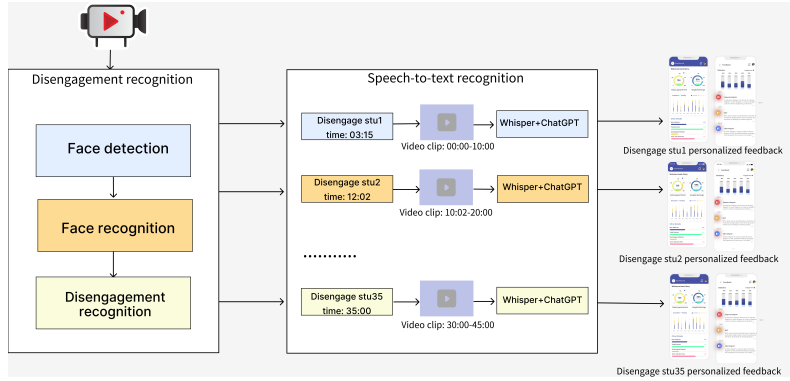 Disengagement recognition
Face detection
Face recognition
Disengagement
recognition
Speech-to-text recognition
Disengage stu1
time: 03:15
Video clip: 00:00-10:00
Whisper+ChatGPT
Disengage stu1 personalized feedback
Disengage stu2
time: 12:02
Video clip: 10:02-20:00
Whisper+ChatGPT
Disengage stu2 personalized feedback
Disengage stu35
time: 35:00
Video clip: 30:00-45:00
Whisper+ChatGPT
Disengage stu35 personalized feedback